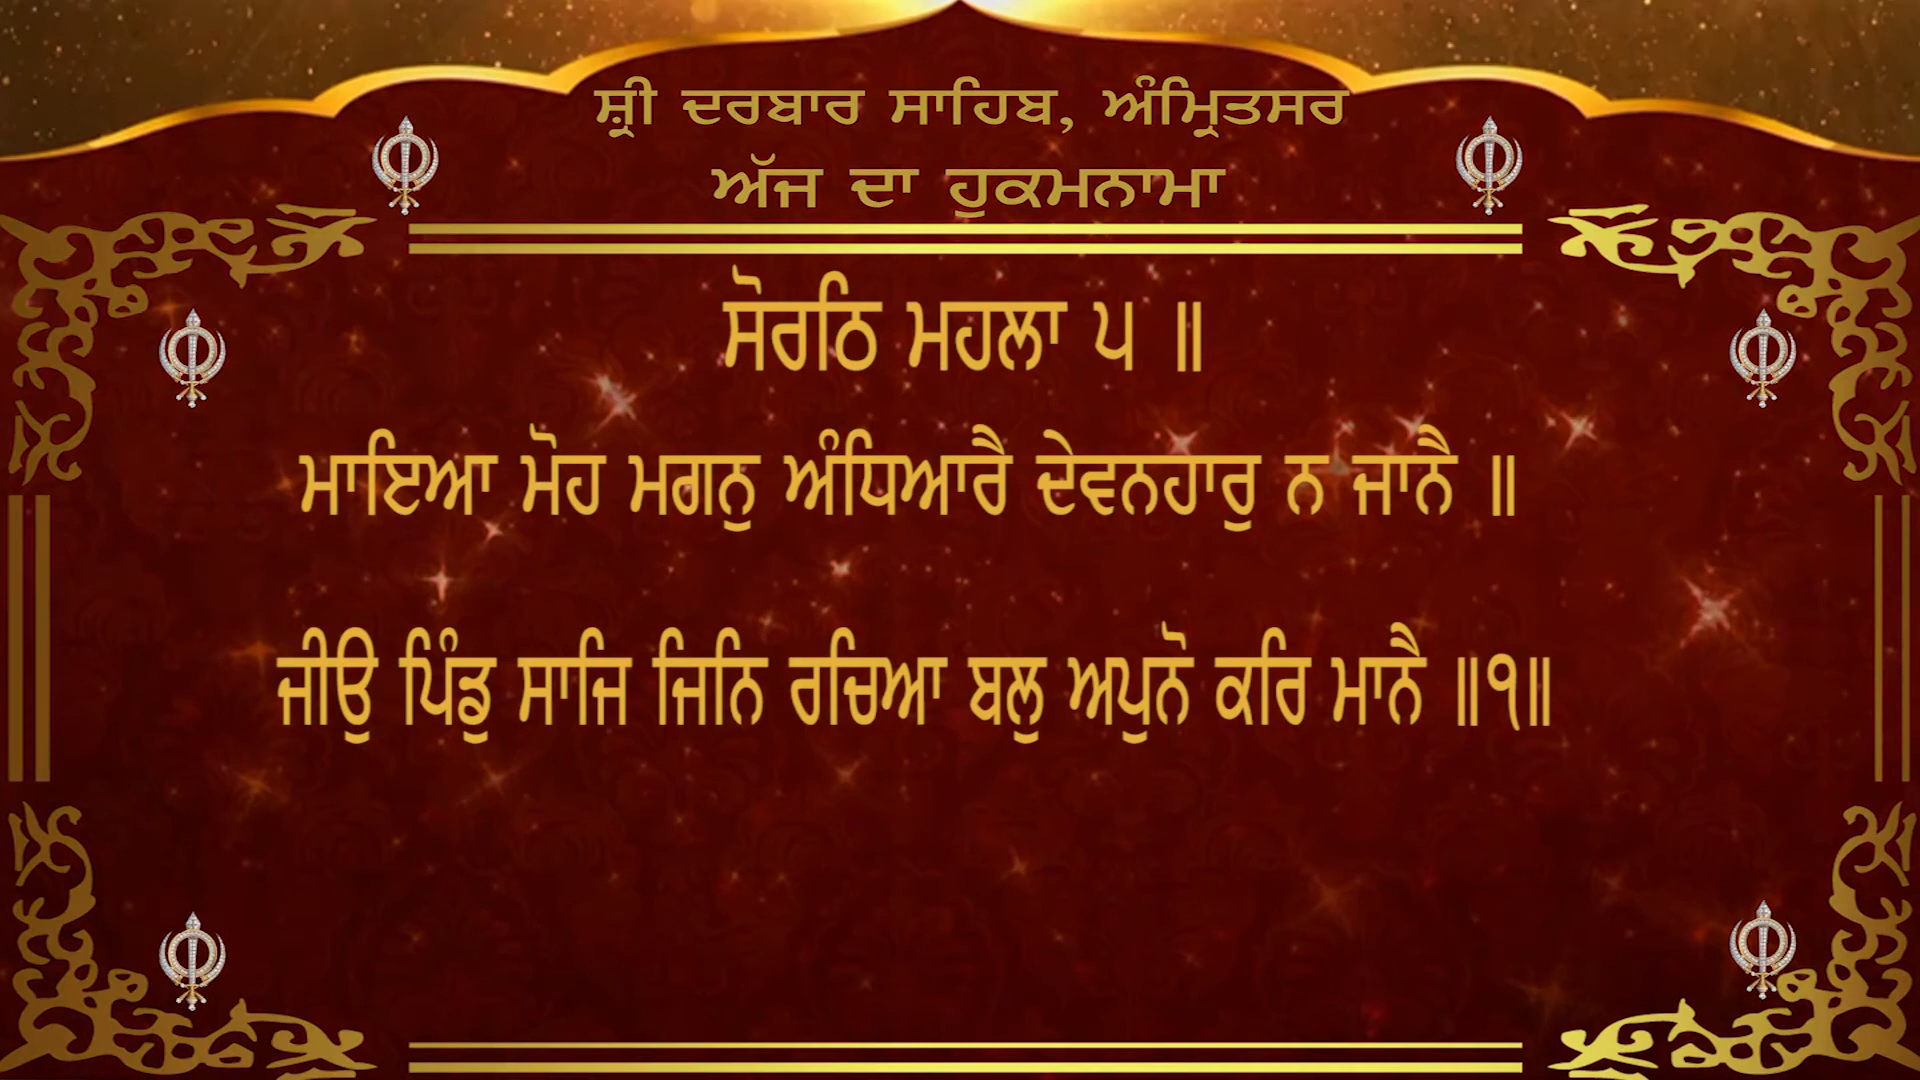 ਸ਼੍ਰੀ ਦਰਬਾਰ ਸਾਹਿਬ, ਅੰਮ੍ਰਿਤਸਰ
ਅੱਜ ਦਾ ਹੁਕਮਨਾਮਾ
ਸੋਰਠਿ ਮਹਲਾ ੫ ॥
ਮਾਇਆ ਮੋਹ ਮਗਨੁ ਅੰਧਿਆਰੈ ਦੇਵਨਹਾਰੁ ਨ ਜਾਨੈ ॥
ਜੀਉ ਪਿੰਡੁ ਸਾਜਿ ਜਿਨਿ ਰਚਿਆ ਬਲੁ ਅਪੁਨੋ ਕਰਿ ਮਾਨੈ ॥੧॥